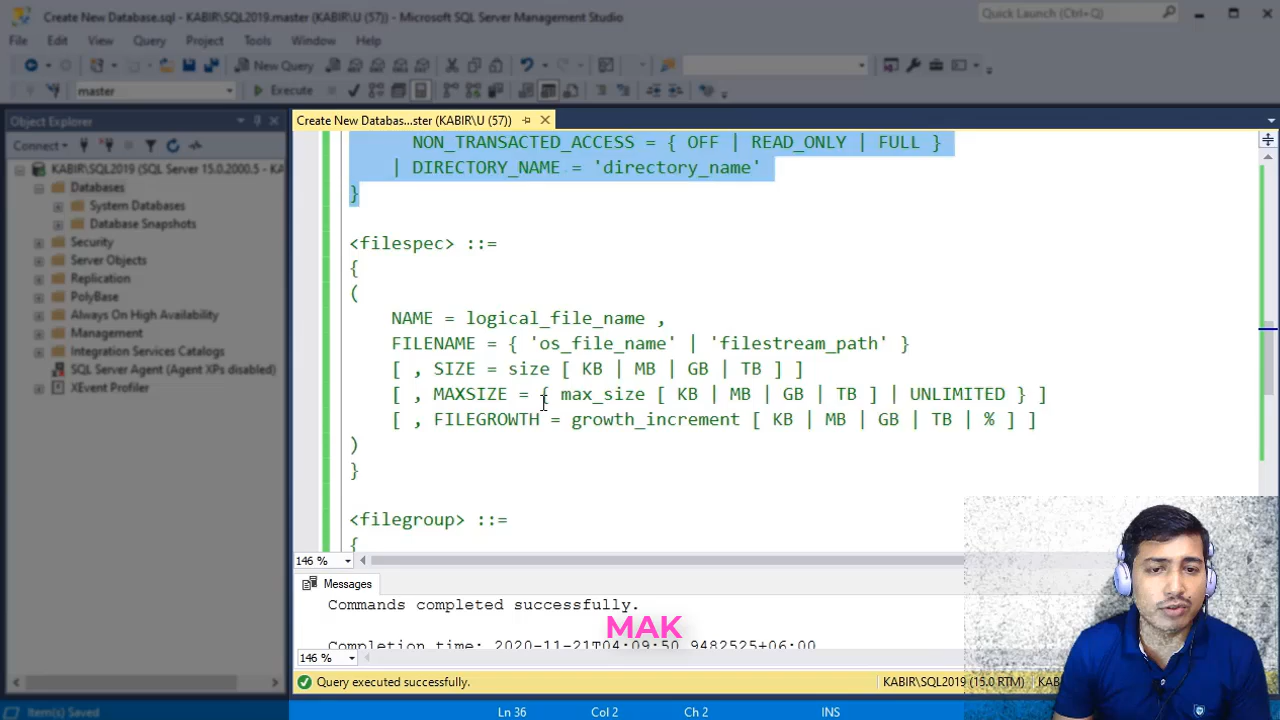 Create New Database.sql - KABIR\SQL2019.master (KABIR\U (57)) - Microsoft SQL Server Management Studio
Quick Launch (Ctrl+Q)
File Edit View Query Project Tools Window Help
New Query
master
Execute
Object Explorer
Connect
KABIR\SQL2019 (SQL Server 15.0.2000.5 - KABIR\U
Databases
System Databases
Database Snapshots
Security
Server Objects
Replication
PolyBase
Always On High Availability
Management
Integration Services Catalogs
SQL Server Agent (Agent XPs disabled)
XEvent Profiler
Create New Databas...ster (KABIR\U (57))
NON_TRANSACTED_ACCESS = { OFF | READ_ONLY | FULL }
| DIRECTORY_NAME = 'directory_name'
}
<filespec> ::=
{
(
NAME = logical_file_name ,
FILENAME = { 'os_file_name' | 'filestream_path' }
[ , SIZE = size [ KB | MB | GB | TB ] ]
[ , MAXSIZE = { max_size [ KB | MB | GB | TB ] | UNLIMITED } ]
[ , FILEGROWTH = growth_increment [ KB | MB | GB | TB | % ] ]
)
}
<filegroup> ::=
{
146 %
Messages
Commands completed successfully.
MAK
Completion time: 2020-11-21T04:09:50.9482525+06:00
146 %
Query executed successfully.
KABIR\SQL2019 (15.0 RTM)
Item(s) Saved
Ln 36
Col 2
Ch 2
INS